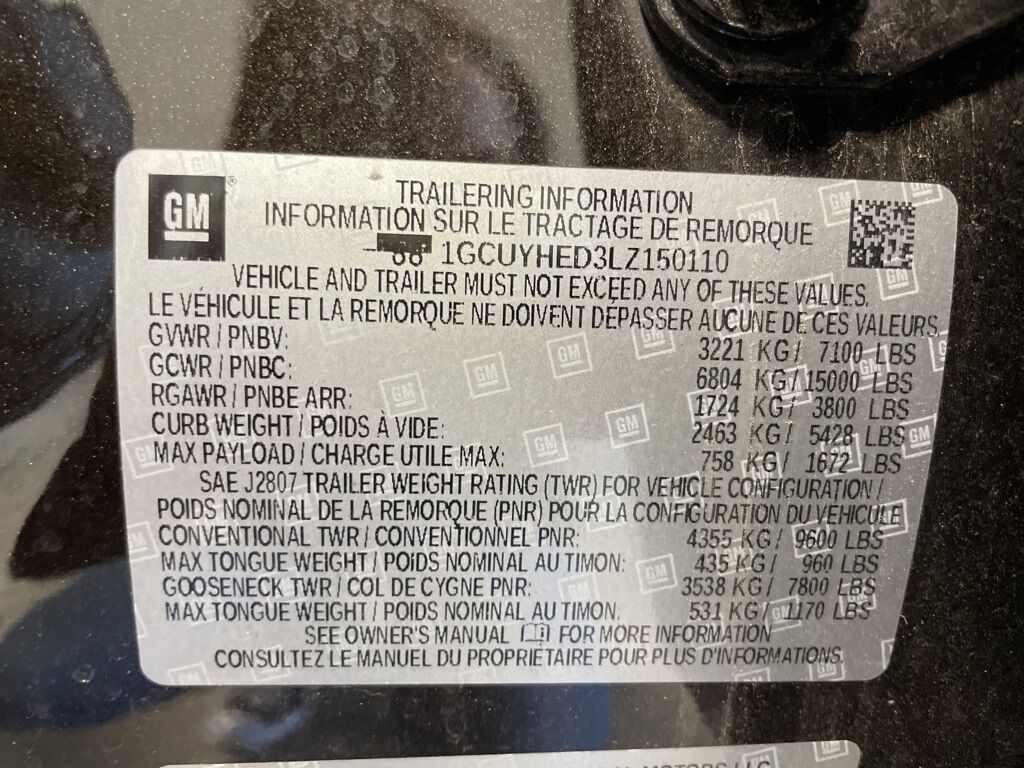 GM
TRAILERING INFORMATION
INFORMATION SUR LE TRACTAGE DE REMORQUE
1GCUYHED3LZ150110
VEHICLE AND TRAILER MUST NOT EXCEED ANY OF THESE VALUES.
LE VÉHICULE ET LA REMORQUE NE DOIVENT DÉPASSER AUCUNE DE CES VALEURS.
GVWR / PNBV: 3221 KG/ 7100 LBS
GCWR / PNBC: 6804 KG/ 15000 LBS
RGAWR / PNBE ARR: 1724 KG/ 3800 LBS
CURB WEIGHT / POIDS À VIDE: 2463 KG/ 5428 LBS
MAX PAYLOAD / CHARGE UTILE MAX: 758 KG/ 1672 LBS
SAE J2807 TRAILER WEIGHT RATING (TWR) FOR VEHICLE CONFIGURATION /
POIDS NOMINAL DE LA REMORQUE (PNR) POUR LA CONFIGURATION DU VÉHICULE
CONVENTIONAL TWR / CONVENTIONNEL PNR: 4355 KG/ 9600 LBS
MAX TONGUE WEIGHT / POIDS NOMINAL AU TIMON: 435 KG/ 960 LBS
GOOSENECK TWR / COL DE CYGNE PNR: 3538 KG/ 7800 LBS
MAX TONGUE WEIGHT / POIDS NOMINAL AU TIMON: 531 KG/ 1170 LBS
SEE OWNER'S MANUAL FOR MORE INFORMATION
CONSULTEZ LE MANUEL DU PROPRIÉTAIRE POUR PLUS D'INFORMATIONS.
MOTORS LLC